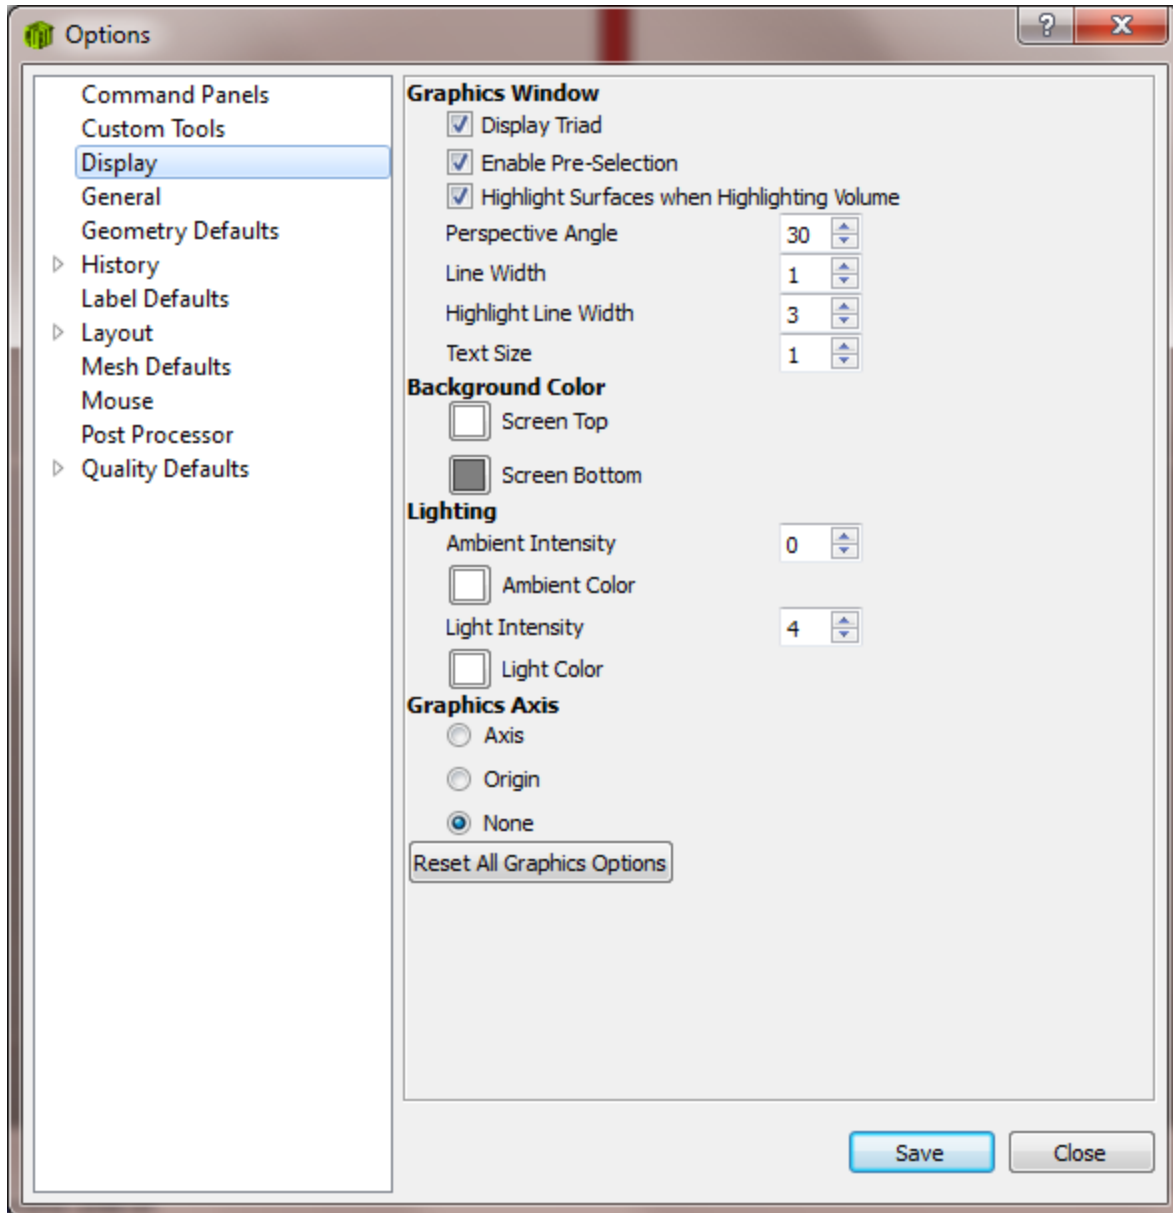 Options
?
Command Panels
Custom Tools
Display
General
Geometry Defaults
History
Label Defaults
Layout
Mesh Defaults
Mouse
Post Processor
Quality Defaults
Graphics Window
Display Triad
Enable Pre-Selection
Highlight Surfaces when Highlighting Volume
Perspective Angle 30
Line Width 1
Highlight Line Width 3
Text Size 1
Background Color
Screen Top
Screen Bottom
Lighting
Ambient Intensity 0
Ambient Color
Light Intensity 4
Light Color
Graphics Axis
Axis
Origin
None
Reset All Graphics Options
Save Close